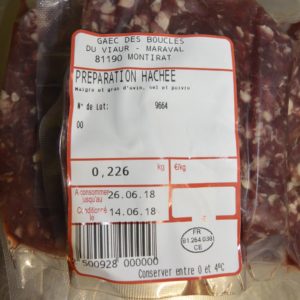 GAEC DES BOUCLES
DU VIAUR - MARAVAL
81190 MONTIRAT
PREPARATION HACHEE
Maigre et gras d'ovin, sel et poivre
N° de Lot: 9664
00
0,226 kg €/kg
A consommer jusqu'au 26.06.18
Conditionné le 14.06.18
FR
81.264.036
CE
500928 000000
Conserver entre 0 et 4°C